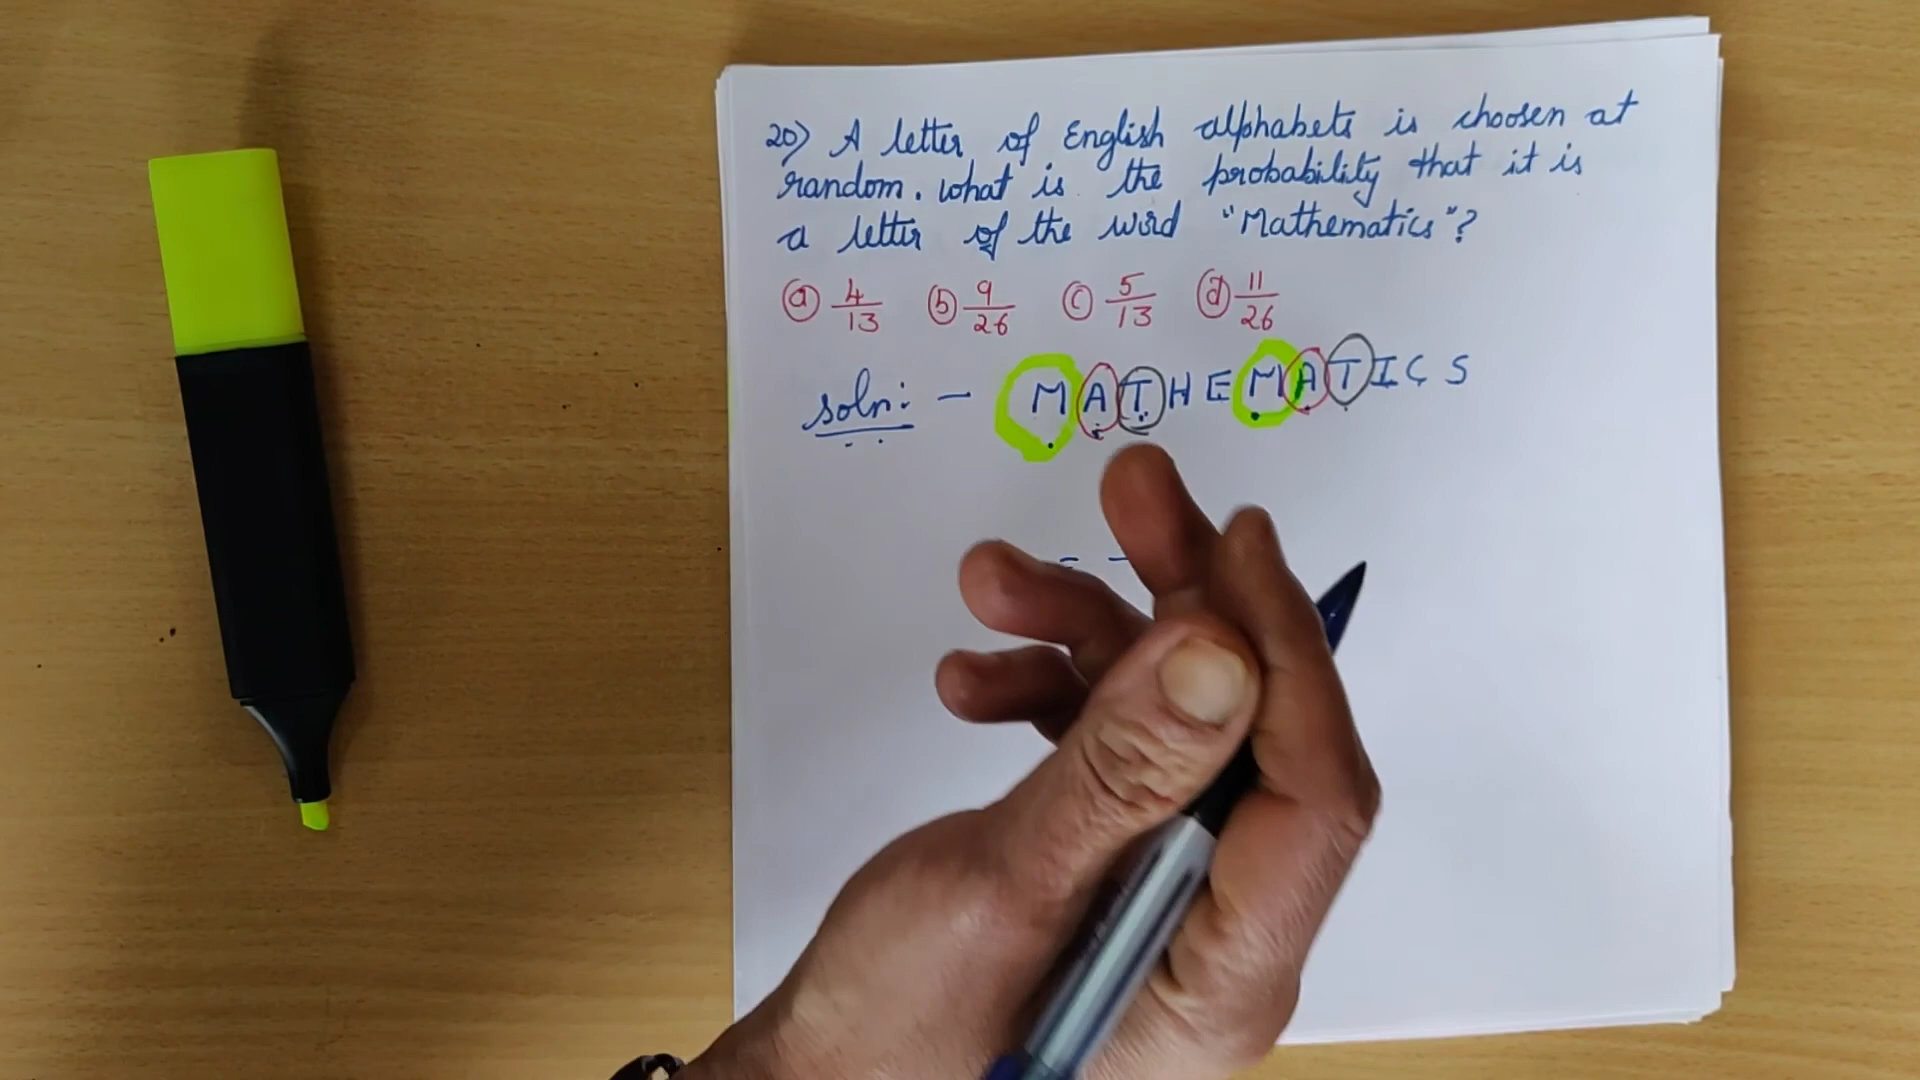 20) A letter of English alphabets is choosen at
random. what is the probability that it is
a letter of the word "Mathematics"?
(a) 4/13 (b) 9/26 (c) 5/13 (d) 11/26
soln: - M A T H E M A T I C S
= -